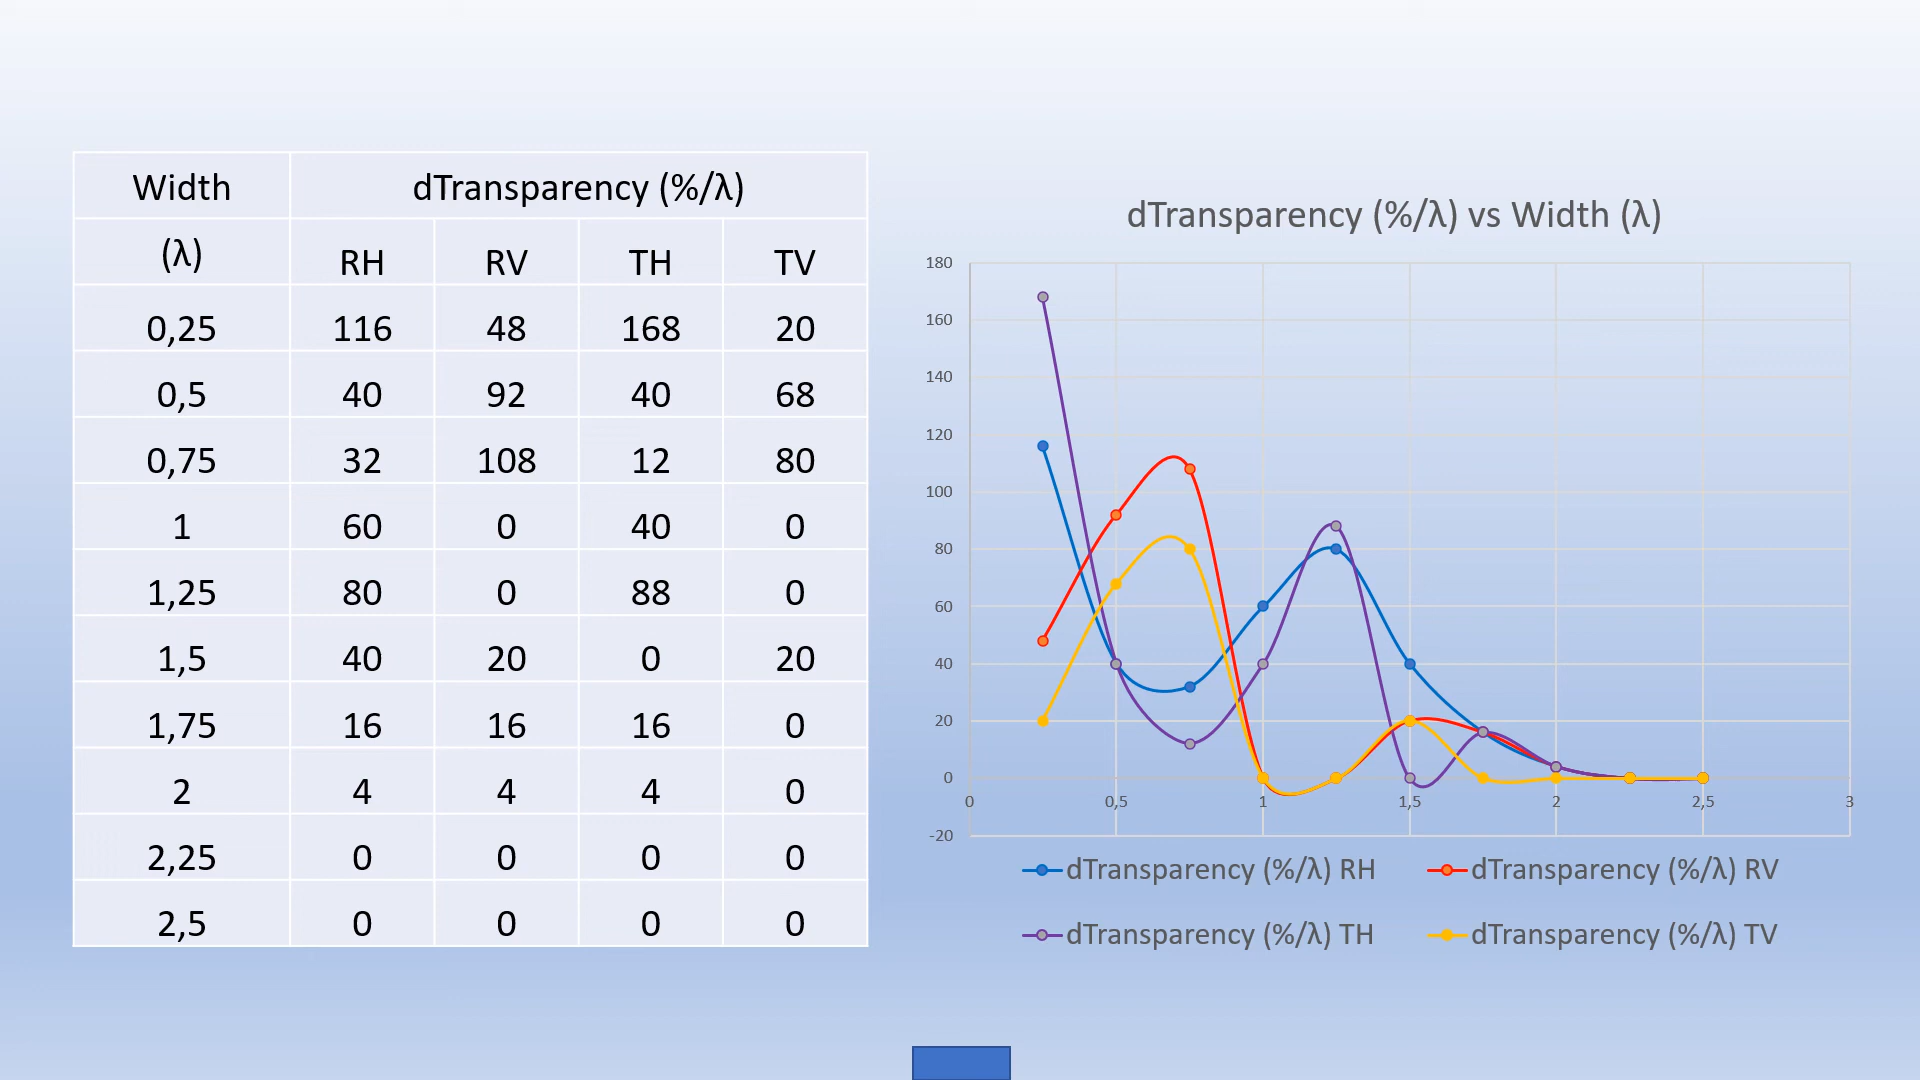 Width dTransparency (%/λ)
(λ) RH RV TH TV
0,25 116 48 168 20
0,5 40 92 40 68
0,75 32 108 12 80
1 60 0 40 0
1,25 80 0 88 0
1,5 40 20 0 20
1,75 16 16 16 0
2 4 4 4 0
2,25 0 0 0 0
2,5 0 0 0 0
dTransparency (%/λ) vs Width (λ)
180
160
140
120
100
80
60
40
20
0
-20
0 0,5 1 1,5 2 2,5 3
dTransparency (%/λ) RH dTransparency (%/λ) RV
dTransparency (%/λ) TH dTransparency (%/λ) TV